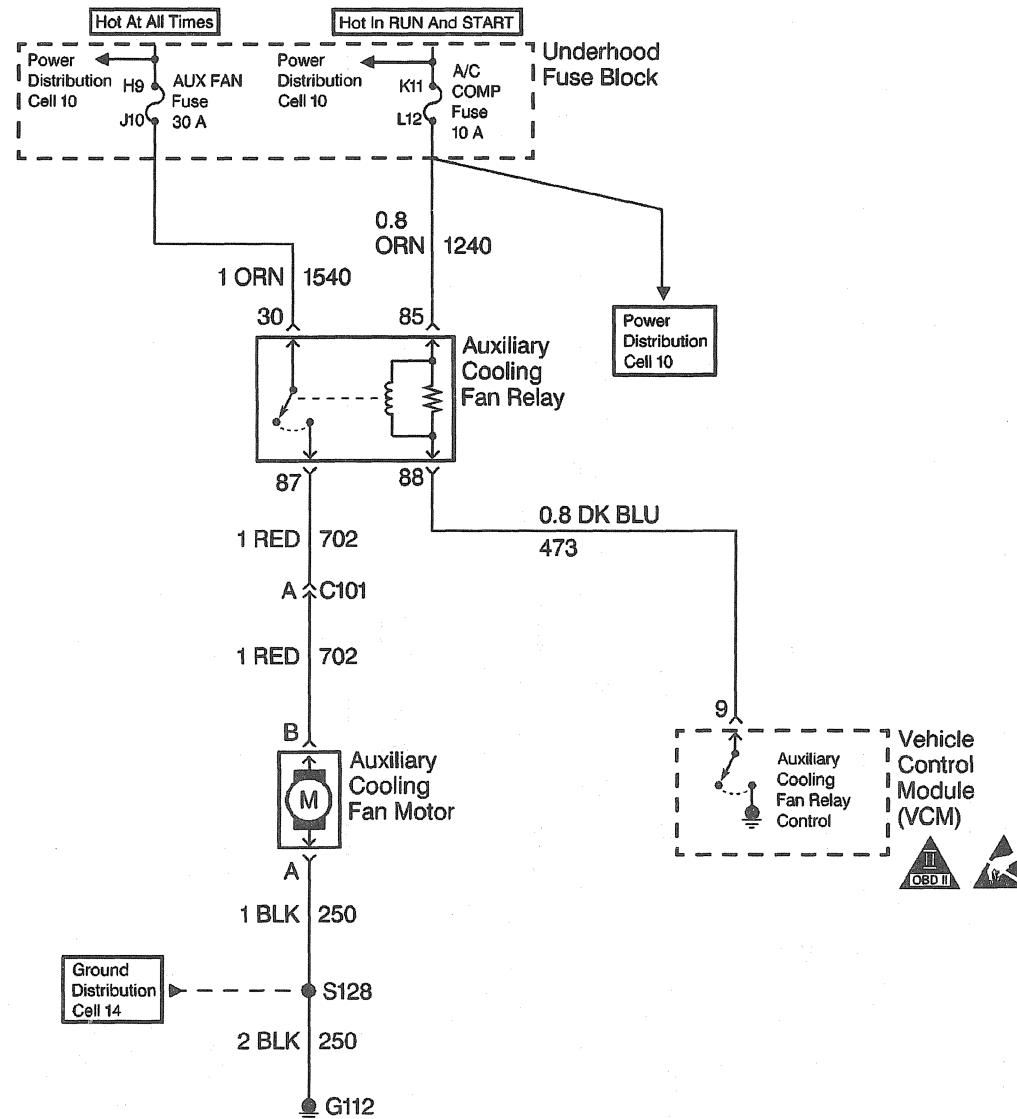 Hot At All Times
Hot In RUN And START
Underhood
Fuse Block
Power
Distribution
Cell 10
H9
J10
AUX FAN
Fuse
30 A
Power
Distribution
Cell 10
K11
L12
A/C
COMP
Fuse
10 A
0.8
ORN 1240
1 ORN 1540
30
85
Power
Distribution
Cell 10
Auxiliary
Cooling
Fan Relay
87
88
0.8 DK BLU
473
1 RED 702
A C101
1 RED 702
B
M
Auxiliary
Cooling
Fan Motor
A
9
Auxiliary
Cooling
Fan Relay
Control
Vehicle
Control
Module
(VCM)
II
OBD II
1 BLK 250
Ground
Distribution
Cell 14
S128
2 BLK 250
G112